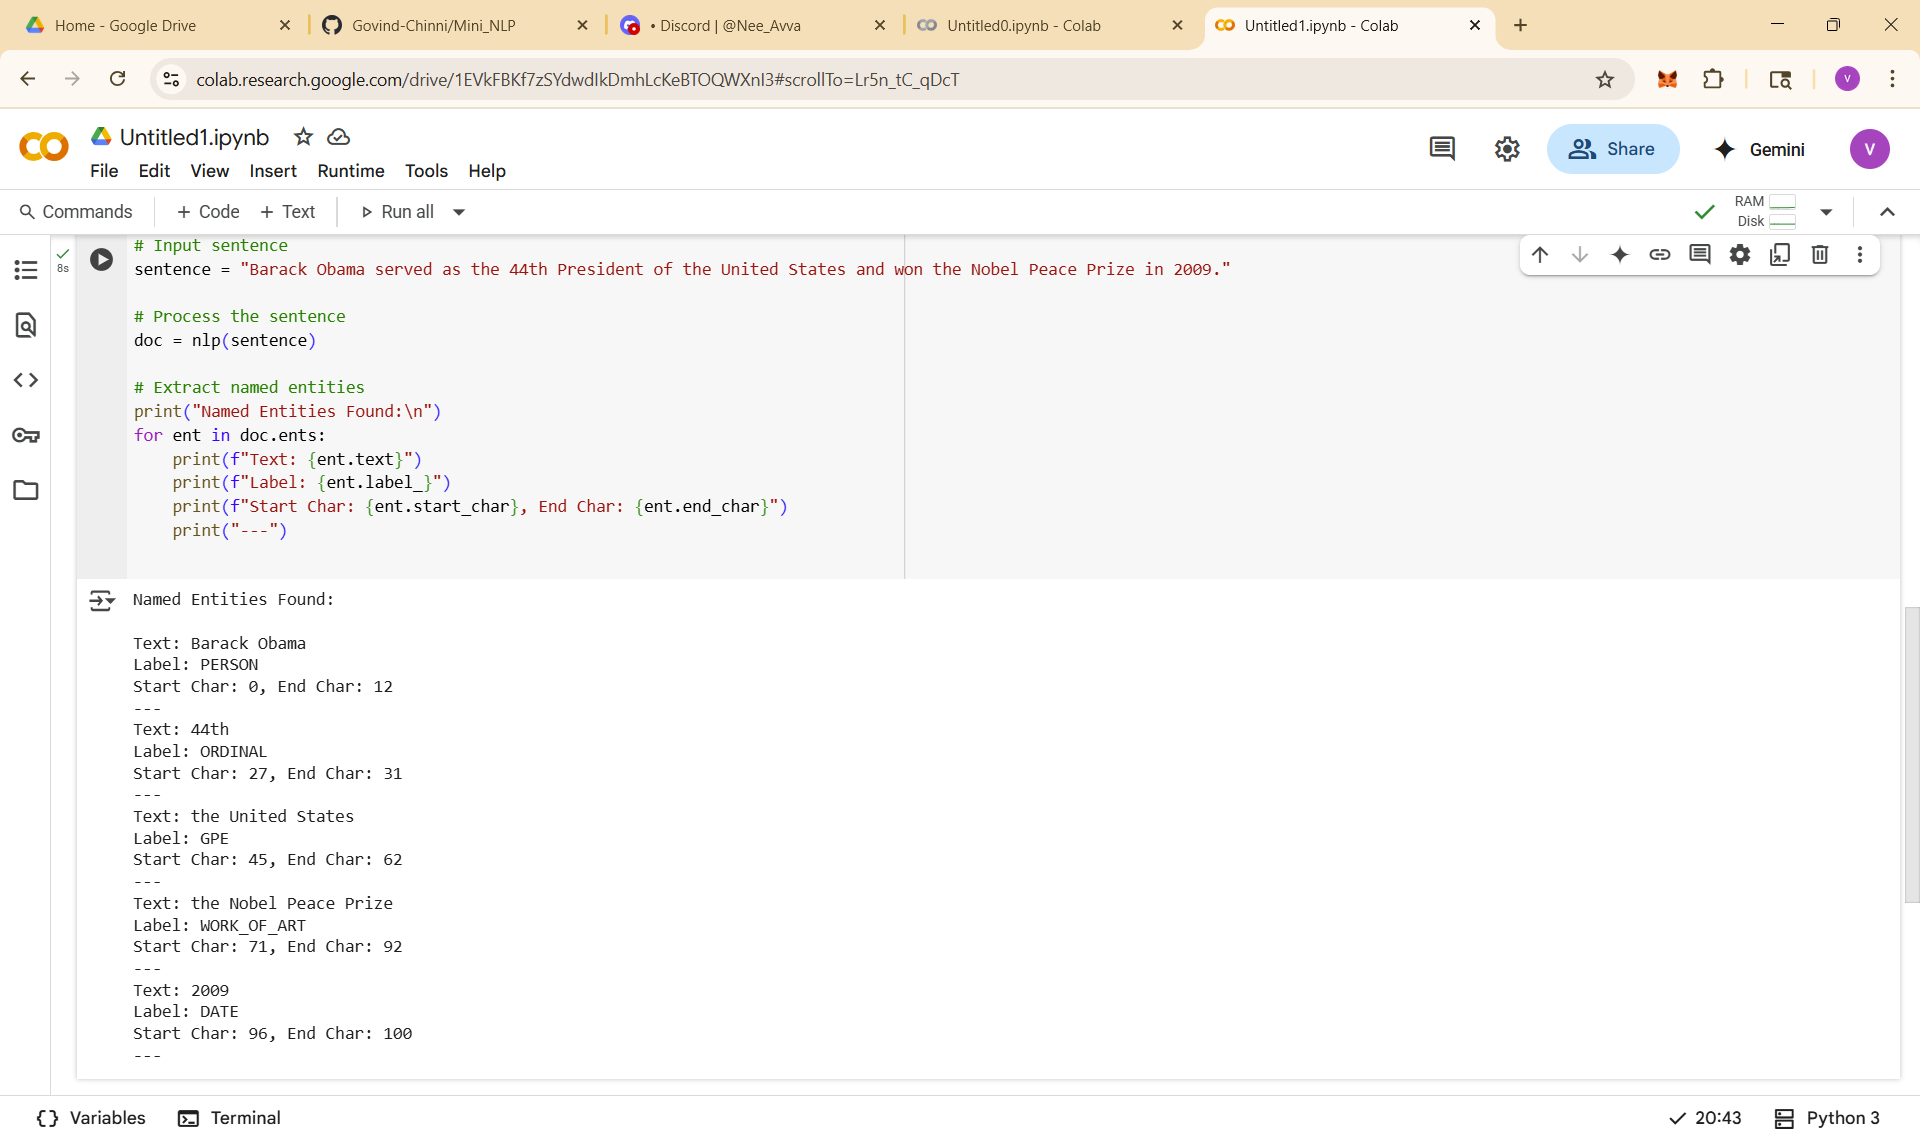 Home - Google Drive
Govind-Chinni/Mini_NLP
• Discord | @Nee_Avva
Untitled0.ipynb - Colab
Untitled1.ipynb - Colab
colab.research.google.com/drive/1EVkFBKf7zSYdwdIkDmhLcKeBTOQWXnI3#scrollTo=Lr5n_tC_qDcT
V
Untitled1.ipynb
File Edit View Insert Runtime Tools Help
Share
Gemini
V
Commands + Code + Text Run all
RAM
Disk
8s
# Input sentence
sentence = "Barack Obama served as the 44th President of the United States and won the Nobel Peace Prize in 2009."
# Process the sentence
doc = nlp(sentence)
# Extract named entities
print("Named Entities Found:\n")
for ent in doc.ents:
    print(f"Text: {ent.text}")
    print(f"Label: {ent.label_}")
    print(f"Start Char: {ent.start_char}, End Char: {ent.end_char}")
    print("---")
Named Entities Found:
Text: Barack Obama
Label: PERSON
Start Char: 0, End Char: 12
---
Text: 44th
Label: ORDINAL
Start Char: 27, End Char: 31
---
Text: the United States
Label: GPE
Start Char: 45, End Char: 62
---
Text: the Nobel Peace Prize
Label: WORK_OF_ART
Start Char: 71, End Char: 92
---
Text: 2009
Label: DATE
Start Char: 96, End Char: 100
---
Variables Terminal
20:43 Python 3